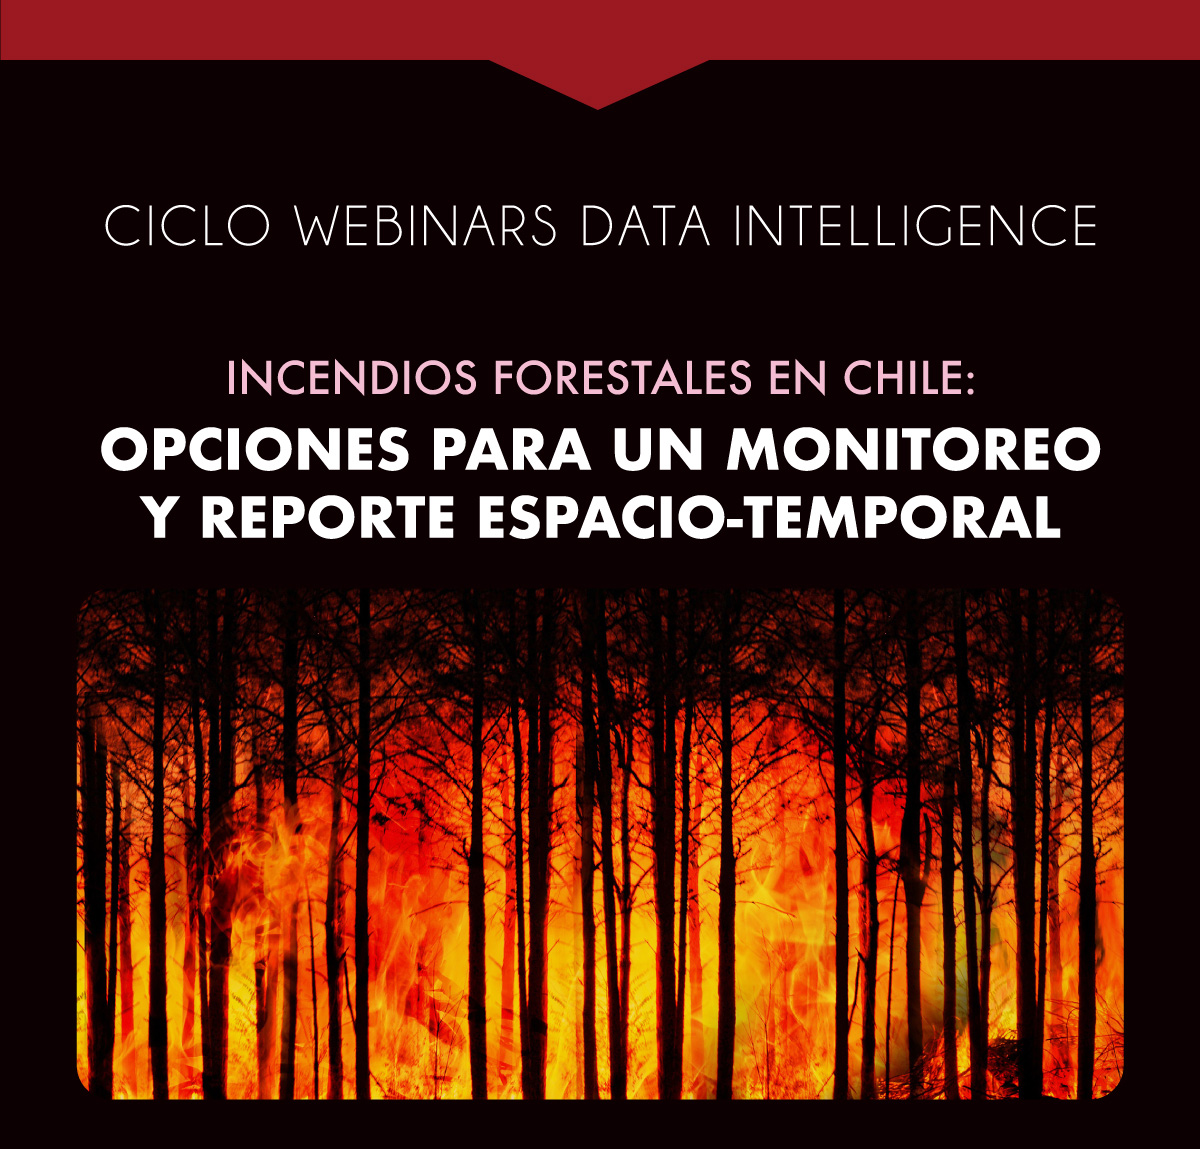 CICLO WEBINARS DATA INTELLIGENCE
INCENDIOS FORESTALES EN CHILE:
OPCIONES PARA UN MONITOREO
Y REPORTE ESPACIO-TEMPORAL